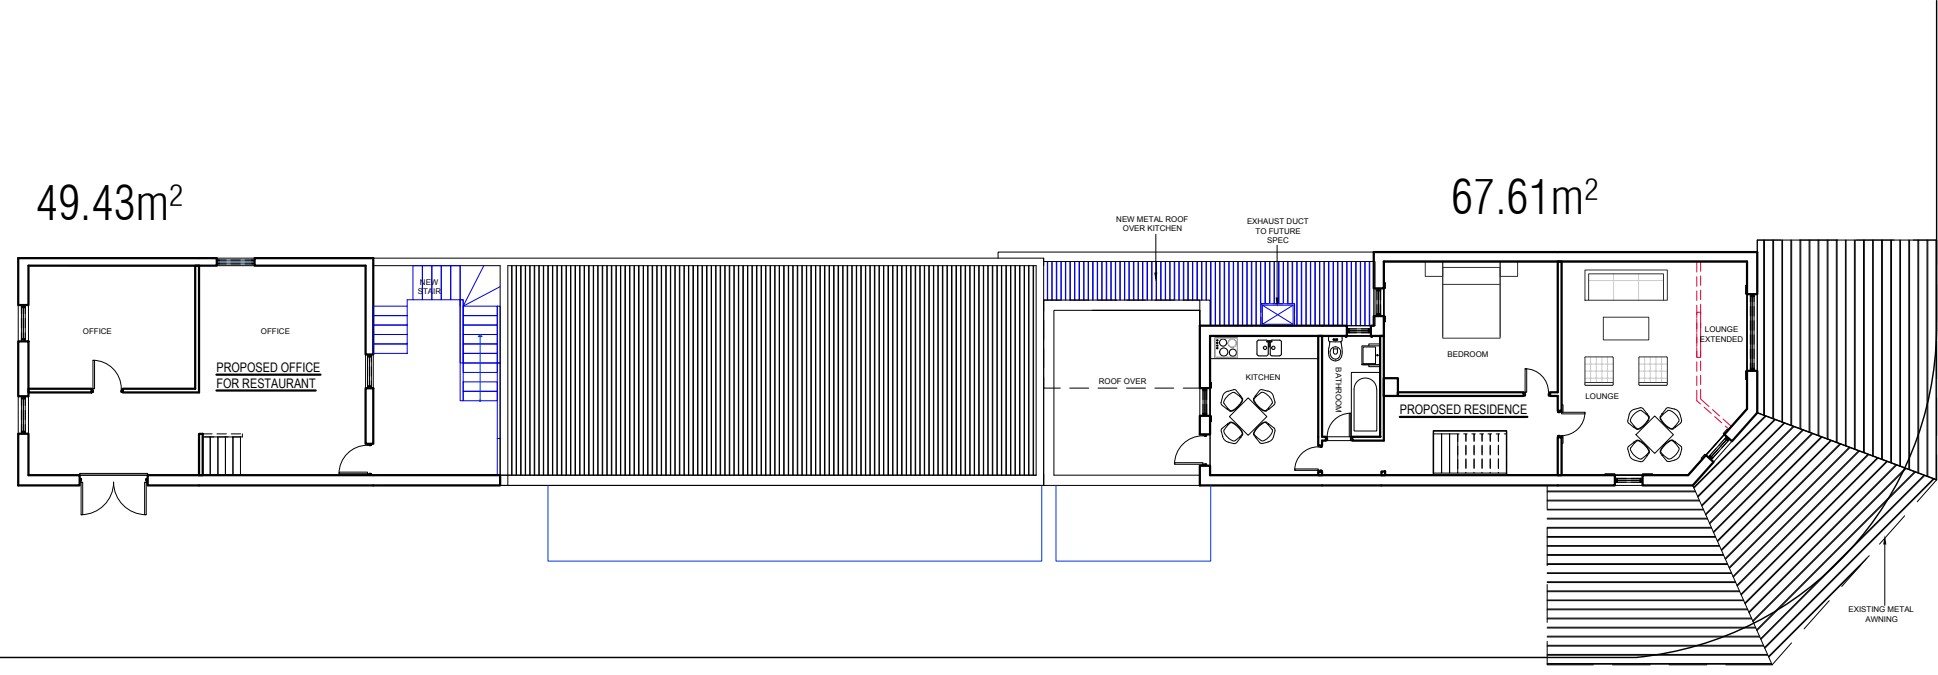 49.43m²
67.61m²
NEW METAL ROOF
OVER KITCHEN
EXHAUST DUCT
TO FUTURE
SPEC
NEW
STAIR
OFFICE
OFFICE
PROPOSED OFFICE
FOR RESTAURANT
ROOF OVER
KITCHEN
BATHROOM
BEDROOM
PROPOSED RESIDENCE
LOUNGE
EXTENDED
LOUNGE
EXISTING METAL
AWNING